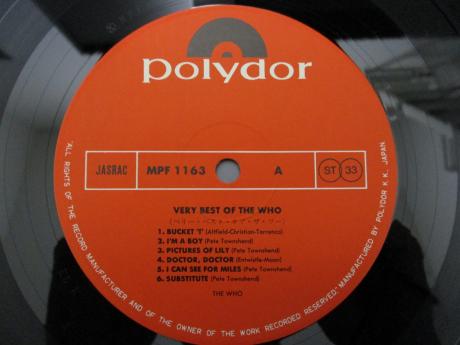 polydor
JASRAC MPF 1163 A ST 33
VERY BEST OF THE WHO
(ベリー・ベスト・オブ・ザ・フー)
1. BUCKET 'T' (Altfield-Christian-Torrence)
2. I'M A BOY (Pete Townshend)
3. PICTURES OF LILY (Pete Townshend)
4. DOCTOR, DOCTOR (Entwistle-Moon)
5. I CAN SEE FOR MILES (Pete Townshend)
6. SUBSTITUTE (Pete Townshend)
THE WHO
'ALL RIGHTS OF THE RECORD MANUFACTURER AND OF THE OWNER OF THE WORK RECORDED RESERVED' MANUFACTURED BY POLYDOR K.K. JAPAN.